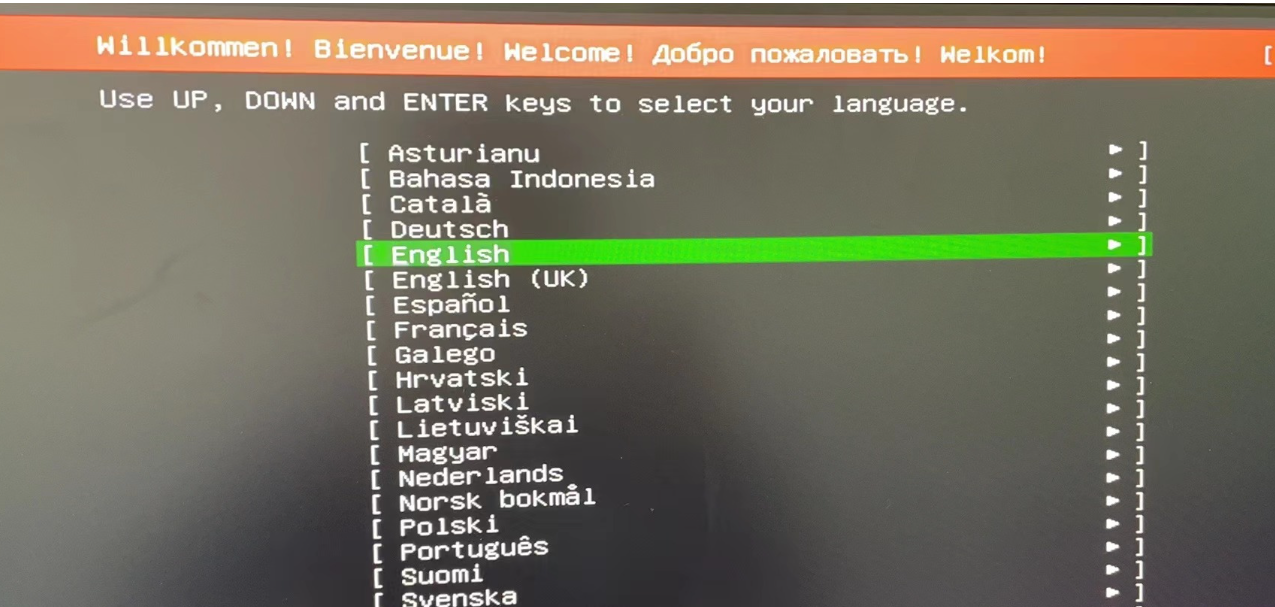 Willkommen! Bienvenue! Welcome! Добро пожаловать! Welkom! [
Use UP, DOWN and ENTER keys to select your language.
[ Asturianu ► ]
[ Bahasa Indonesia ► ]
[ Català ► ]
[ Deutsch ► ]
[ English ► ]
[ English (UK) ► ]
[ Español ► ]
[ Français ► ]
[ Galego ► ]
[ Hrvatski ► ]
[ Latviski ► ]
[ Lietuviškai ► ]
[ Magyar ► ]
[ Nederlands ► ]
[ Norsk bokmål ► ]
[ Polski ► ]
[ Português ► ]
[ Suomi ► ]
[ Svenska ► ]